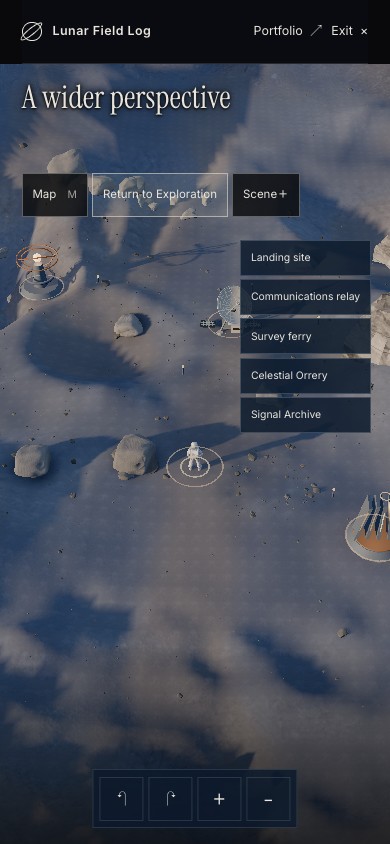 Lunar Field Log
Portfolio ↗ Exit ×
A wider perspective
Map M
Return to Exploration
Scene +
Landing site
Communications relay
Survey ferry
Celestial Orrery
Signal Archive
+ −